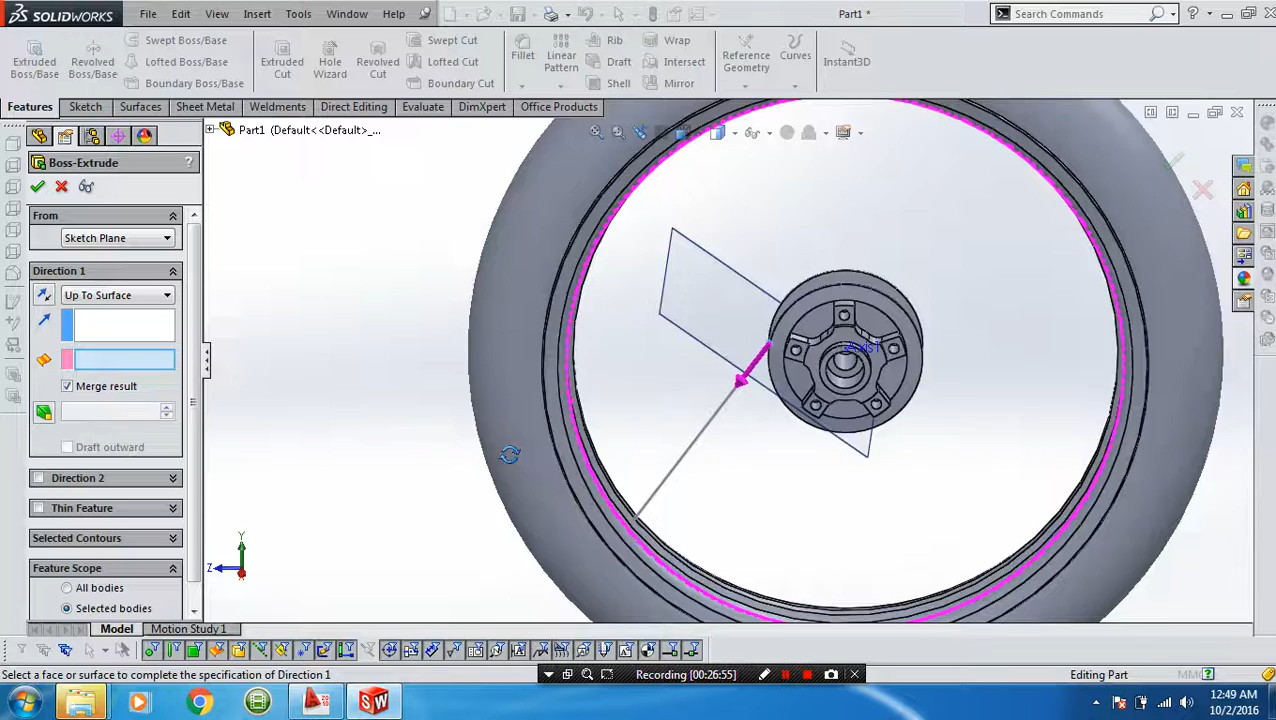 SOLIDWORKS File Edit View Insert Tools Window Help Part1 * Search Commands
Extruded Boss/Base
Revolved Boss/Base
Swept Boss/Base
Lofted Boss/Base
Boundary Boss/Base
Extruded Cut
Hole Wizard
Revolved Cut
Swept Cut
Lofted Cut
Boundary Cut
Fillet
Linear Pattern
Rib
Draft
Shell
Wrap
Intersect
Mirror
Reference Geometry
Curves
Instant3D
Features Sketch Surfaces Sheet Metal Weldments Direct Editing Evaluate DimXpert Office Products
Part1 (Default<<Default>_...
Boss-Extrude ?
From
Sketch Plane
Direction 1
Up To Surface
Merge result
Draft outward
Direction 2
Thin Feature
Selected Contours
Feature Scope
All bodies
Selected bodies
Axis1
Y
Z
Model Motion Study 1
Select a face or surface to complete the specification of Direction 1
Recording [00:26:55]
Editing Part
12:49 AM
10/2/2016